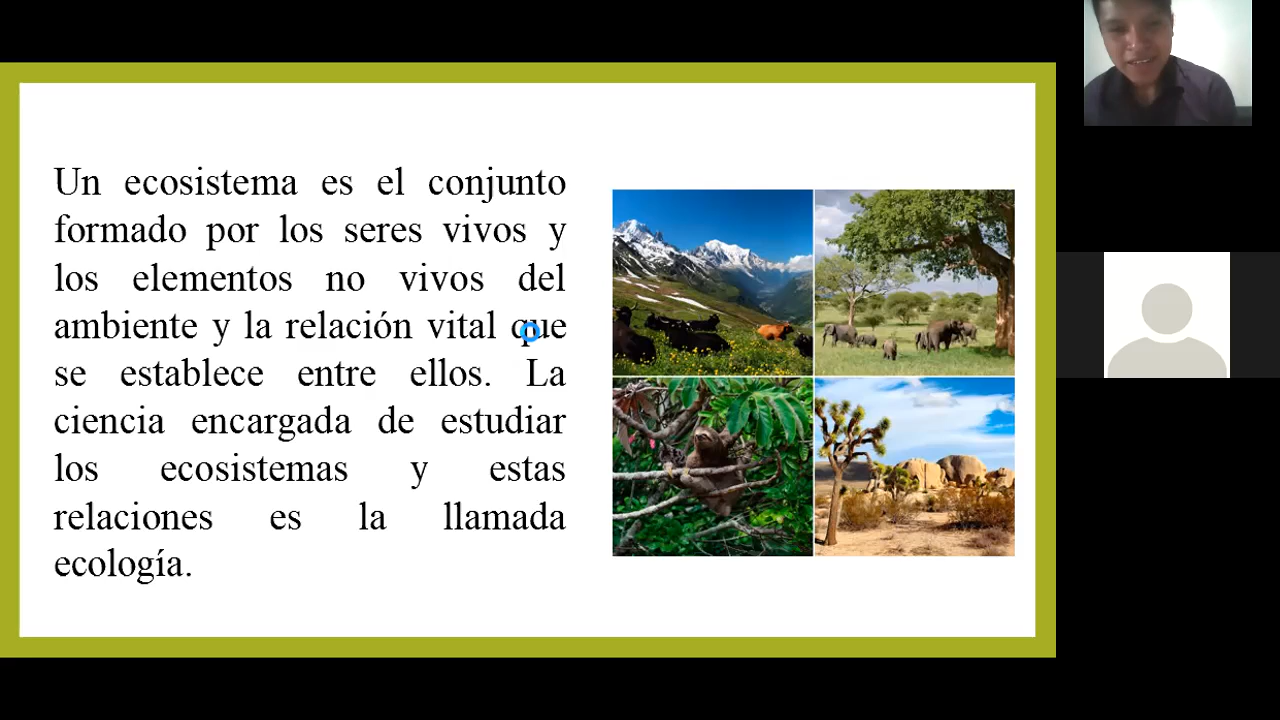 Un ecosistema es el conjunto
formado por los seres vivos y
los elementos no vivos del
ambiente y la relación vital que
se establece entre ellos. La
ciencia encargada de estudiar
los ecosistemas y estas
relaciones es la llamada
ecología.